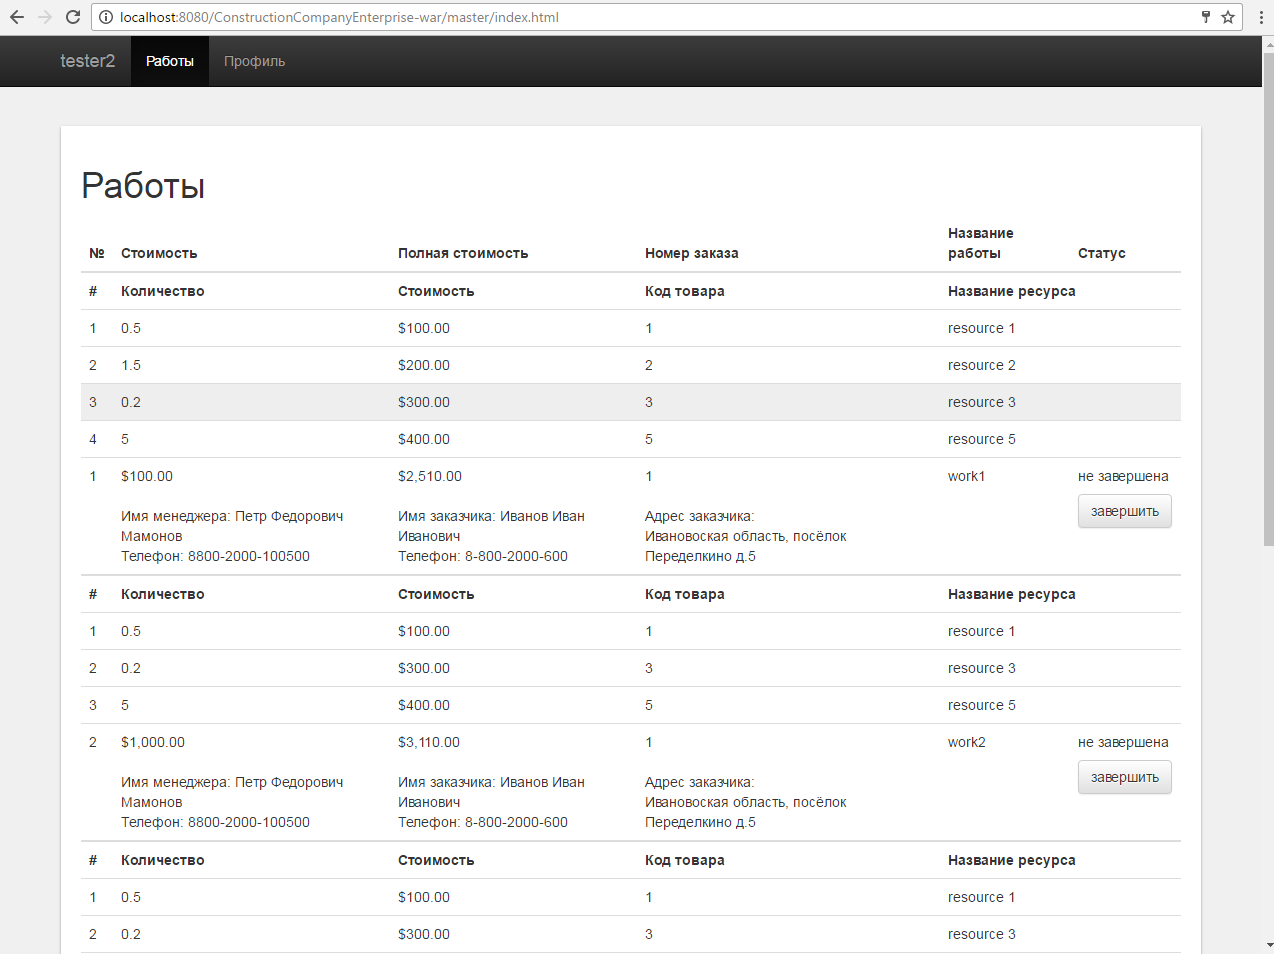 localhost:8080/ConstructionCompanyEnterprise-war/master/index.html
tester2 Работы Профиль
Работы
№ Стоимость Полная стоимость Номер заказа Название работы Статус
# Количество Стоимость Код товара Название ресурса
1 0.5 $100.00 1 resource 1
2 1.5 $200.00 2 resource 2
3 0.2 $300.00 3 resource 3
4 5 $400.00 5 resource 5
1 $100.00 $2,510.00 1 work1 не завершена
завершить
Имя менеджера: Петр Федорович Имя заказчика: Иванов Иван Адрес заказчика:
Мамонов Иванович Ивановоская область, посёлок
Телефон: 8800-2000-100500 Телефон: 8-800-2000-600 Переделкино д.5
# Количество Стоимость Код товара Название ресурса
1 0.5 $100.00 1 resource 1
2 0.2 $300.00 3 resource 3
3 5 $400.00 5 resource 5
2 $1,000.00 $3,110.00 1 work2 не завершена
завершить
Имя менеджера: Петр Федорович Имя заказчика: Иванов Иван Адрес заказчика:
Мамонов Иванович Ивановоская область, посёлок
Телефон: 8800-2000-100500 Телефон: 8-800-2000-600 Переделкино д.5
# Количество Стоимость Код товара Название ресурса
1 0.5 $100.00 1 resource 1
2 0.2 $300.00 3 resource 3